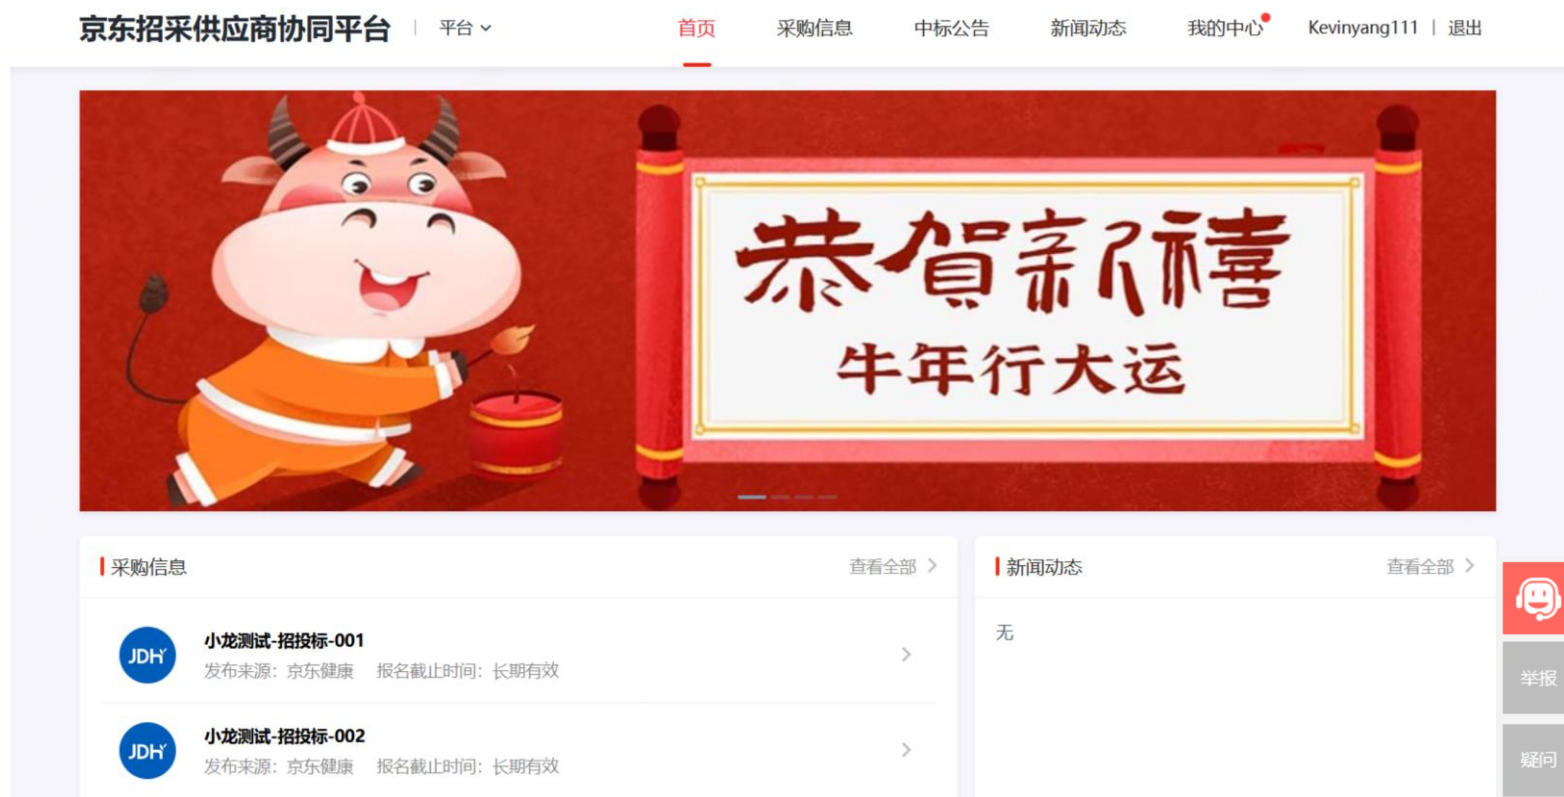 京东招采供应商协同平台 | 平台 首页 采购信息 中标公告 新闻动态 我的中心 Kevinyang111 | 退出
恭賀新禧
牛年行大运
采购信息 查看全部
小龙测试-招投标-001
发布来源：京东健康 报名截止时间：长期有效
小龙测试-招投标-002
发布来源：京东健康 报名截止时间：长期有效
JDH
JDH
新闻动态 查看全部
无
举报
疑问